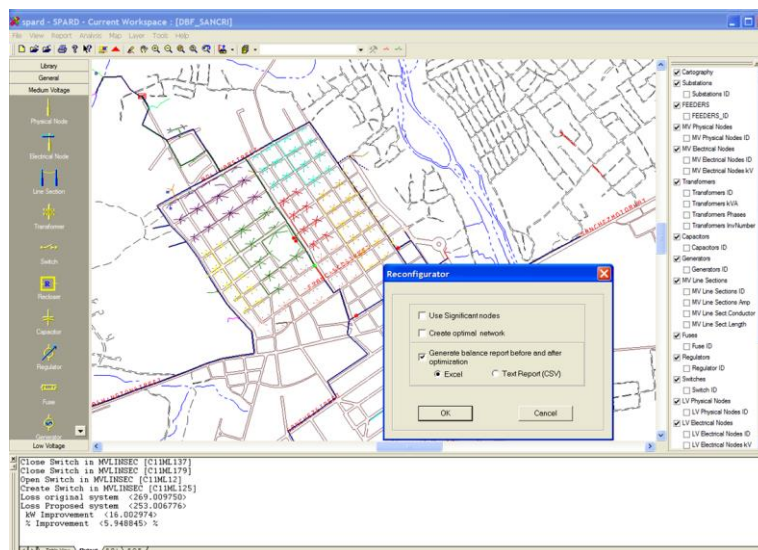 spard - SPARD - Current Workspace : [DBF_SANCRI]
File View Report Analysis Map Layer Tools Help
Library
General
Medium Voltage
Physical Node
Electrical Node
Line Section
Transformer
Switch
Recloser
Capacitor
Regulator
Fuse
Generator
Low Voltage
Reconfigurator
Use Significant nodes
Create optimal network
Generate balance report before and after
optimization
Excel
Text Report (CSV)
OK
Cancel
Cartography
Substations
Substations ID
FEEDERS
FEEDERS_ID
MV Physical Nodes
MV Physical Nodes ID
MV Electrical Nodes
MV Electrical Nodes ID
MV Electrical Nodes kV
Transformers
Transformers ID
Transformers kVA
Transformers Phases
Transformers InvNumber
Capacitors
Capacitors ID
Generators
Generators ID
MV Line Sections
MV Line Sections ID
MV Line Sections Amp
MV Line Sect.Conductor
MV Line Sect.Length
Fuses
Fuse ID
Regulators
Regulator ID
Switches
Switch ID
LV Physical Nodes
LV Physical Nodes ID
LV Electrical Nodes
LV Electrical Nodes ID
LV Electrical Nodes kV
Close Switch in MVLINSEC [C11ML137]
Close Switch in MVLINSEC [C11ML179]
Open Switch in MVLINSEC [C11ML12]
Create Switch in MVLINSEC [C11ML125]
Loss original system <269.009750>
Loss Proposed system <253.006776>
kW Improvement <16.002974>
% Improvement <5.948845> %